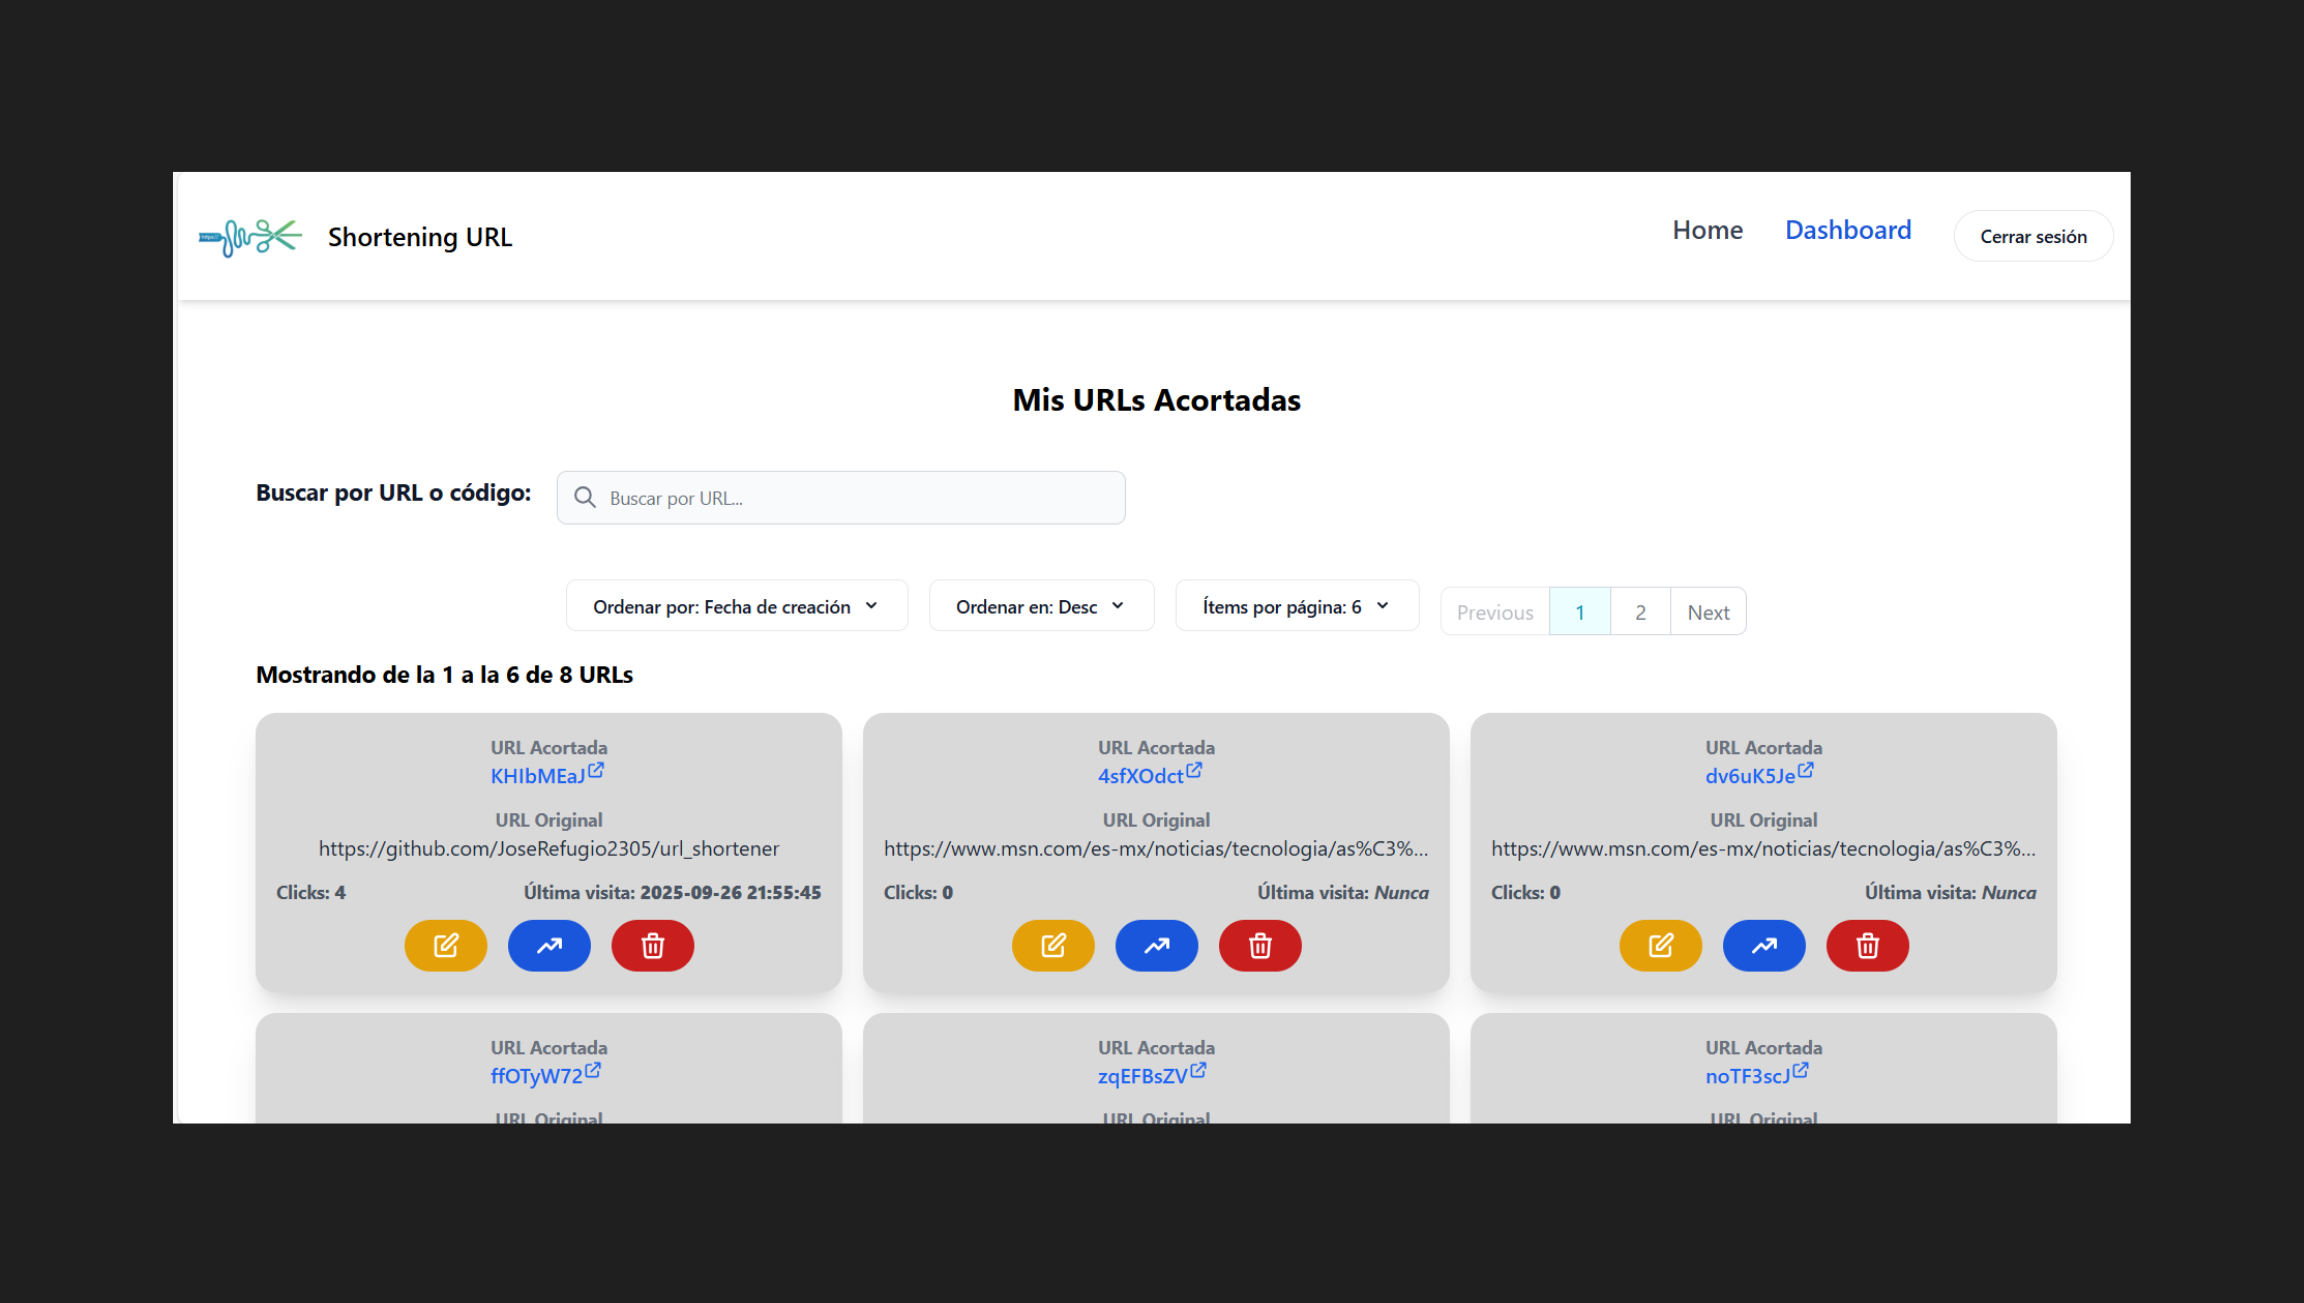 Shortening URL
Home
Dashboard
Cerrar sesión
Mis URLs Acortadas
Buscar por URL o código:
Buscar por URL...
Ordenar por: Fecha de creación
Ordenar en: Desc
Ítems por página: 6
Previous
1
2
Next
Mostrando de la 1 a la 6 de 8 URLs
URL Acortada
KHIbMEaJ
URL Original
https://github.com/JoseRefugio2305/url_shortener
Clicks: 4
Última visita: 2025-09-26 21:55:45
URL Acortada
4sfXOdct
URL Original
https://www.msn.com/es-mx/noticias/tecnologia/as%C3%...
Clicks: 0
Última visita: Nunca
URL Acortada
dv6uK5Je
URL Original
https://www.msn.com/es-mx/noticias/tecnologia/as%C3%...
Clicks: 0
Última visita: Nunca
URL Acortada
ffOTyW72
URL Original
URL Acortada
zqEFBsZV
URL Original
URL Acortada
noTF3scJ
URL Original